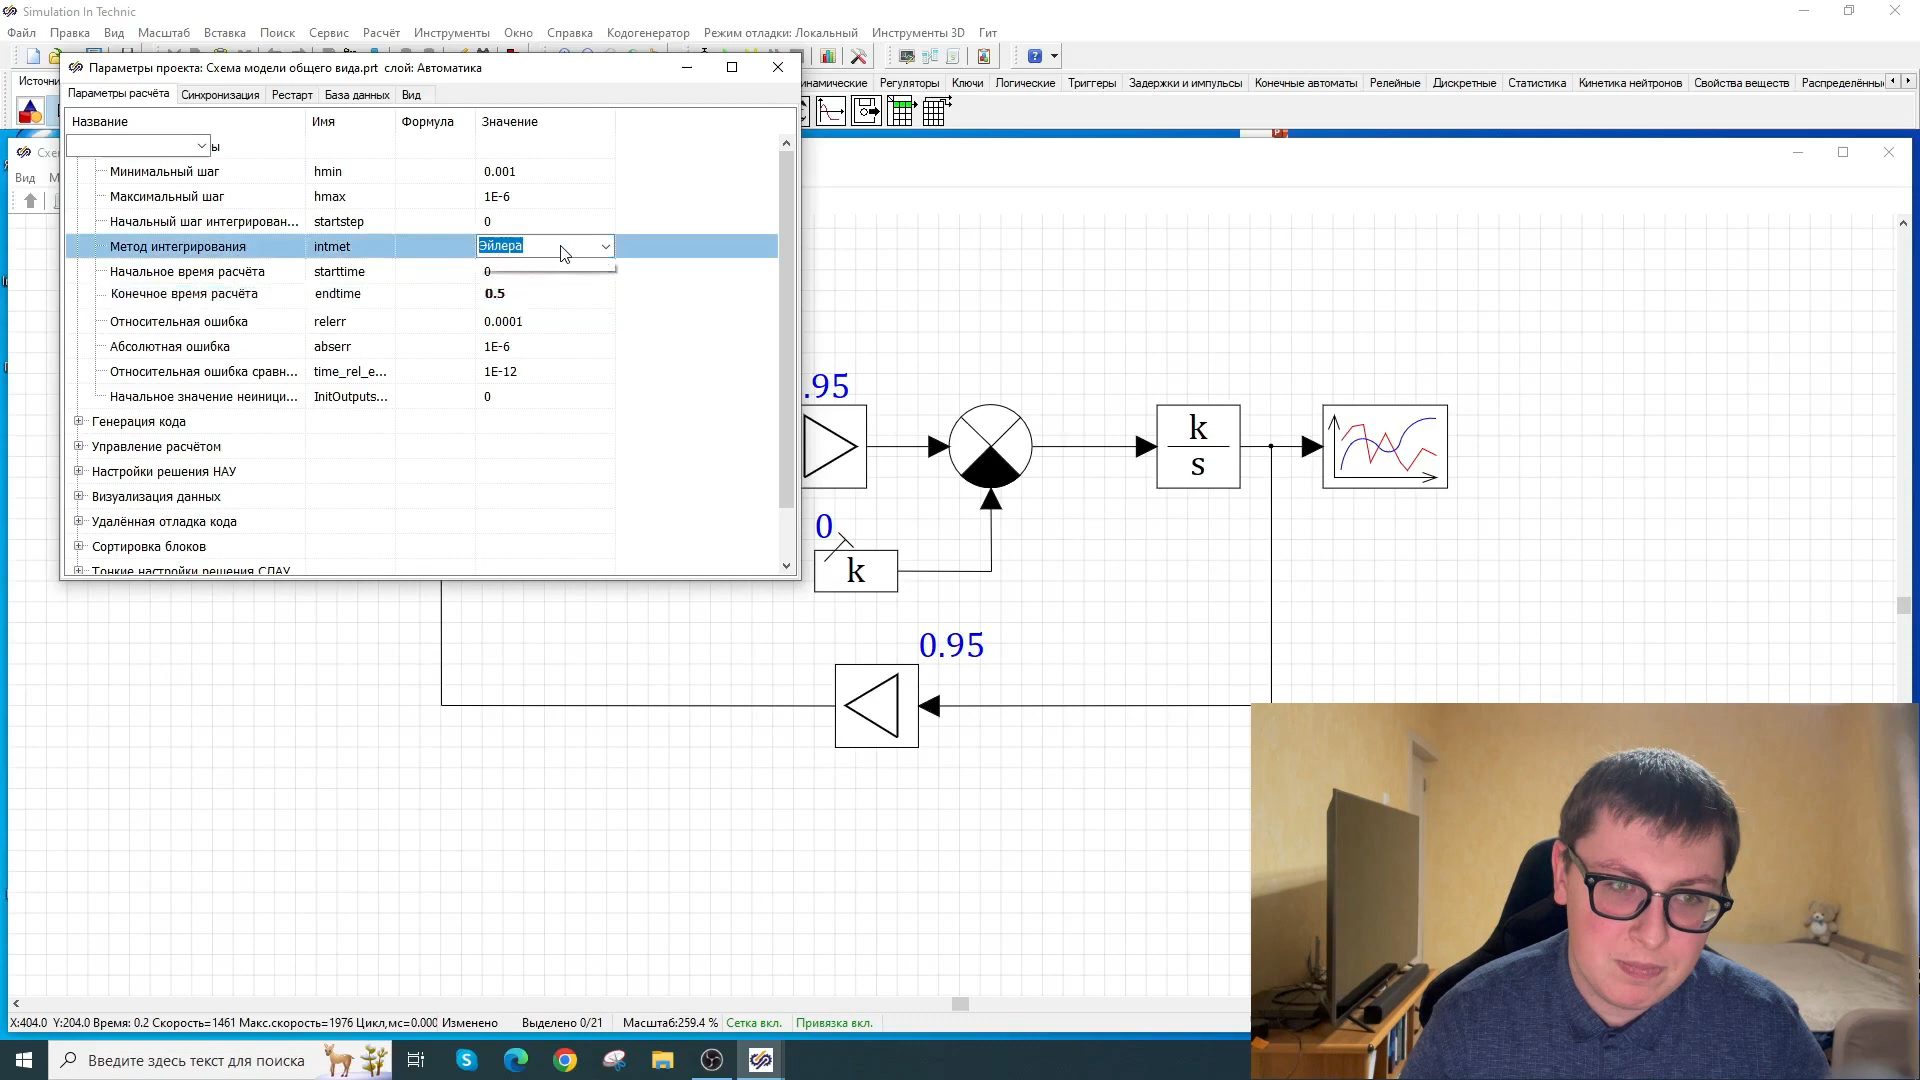 Simulation In Technic
Файл Правка Вид Масштаб Вставка Поиск Сервис Расчёт Инструменты Окно Справка Кодогенератор Режим отладки: Локальный Инструменты 3D Гит
Параметры проекта: Схема модели общего вида.prt слой: Автоматика
Источни
намические Регуляторы Ключи Логические Триггеры Задержки и импульсы Конечные автоматы Релейные Дискретные Статистика Кинетика нейтронов Свойства веществ Распределённы
Параметры расчёта Синхронизация Рестарт База данных Вид
Название Имя Формула Значение
ы
Схе
Вид М
Минимальный шаг hmin 0.001
Максимальный шаг hmax 1E-6
Начальный шаг интегрирован... startstep 0
Метод интегрирования intmet Эйлера
Начальное время расчёта starttime 0
Конечное время расчёта endtime 0.5
Относительная ошибка relerr 0.0001
Абсолютная ошибка abserr 1E-6
Относительная ошибка сравн... time_rel_e... 1E-12
Начальное значение неиници... InitOutputs... 0
Генерация кода
Управление расчётом
Настройки решения НАУ
Визуализация данных
Удалённая отладка кода
Сортировка блоков
Тонкие настройки решения СЛАУ
.95
k
s
0
k
0.95
X:404.0 Y:204.0 Время: 0.2 Скорость=1461 Макс.скорость=1976 Цикл,мс=0.000 Изменено Выделено 0/21 Масштаб:259.4 % Сетка вкл. Привязка вкл.
Введите здесь текст для поиска